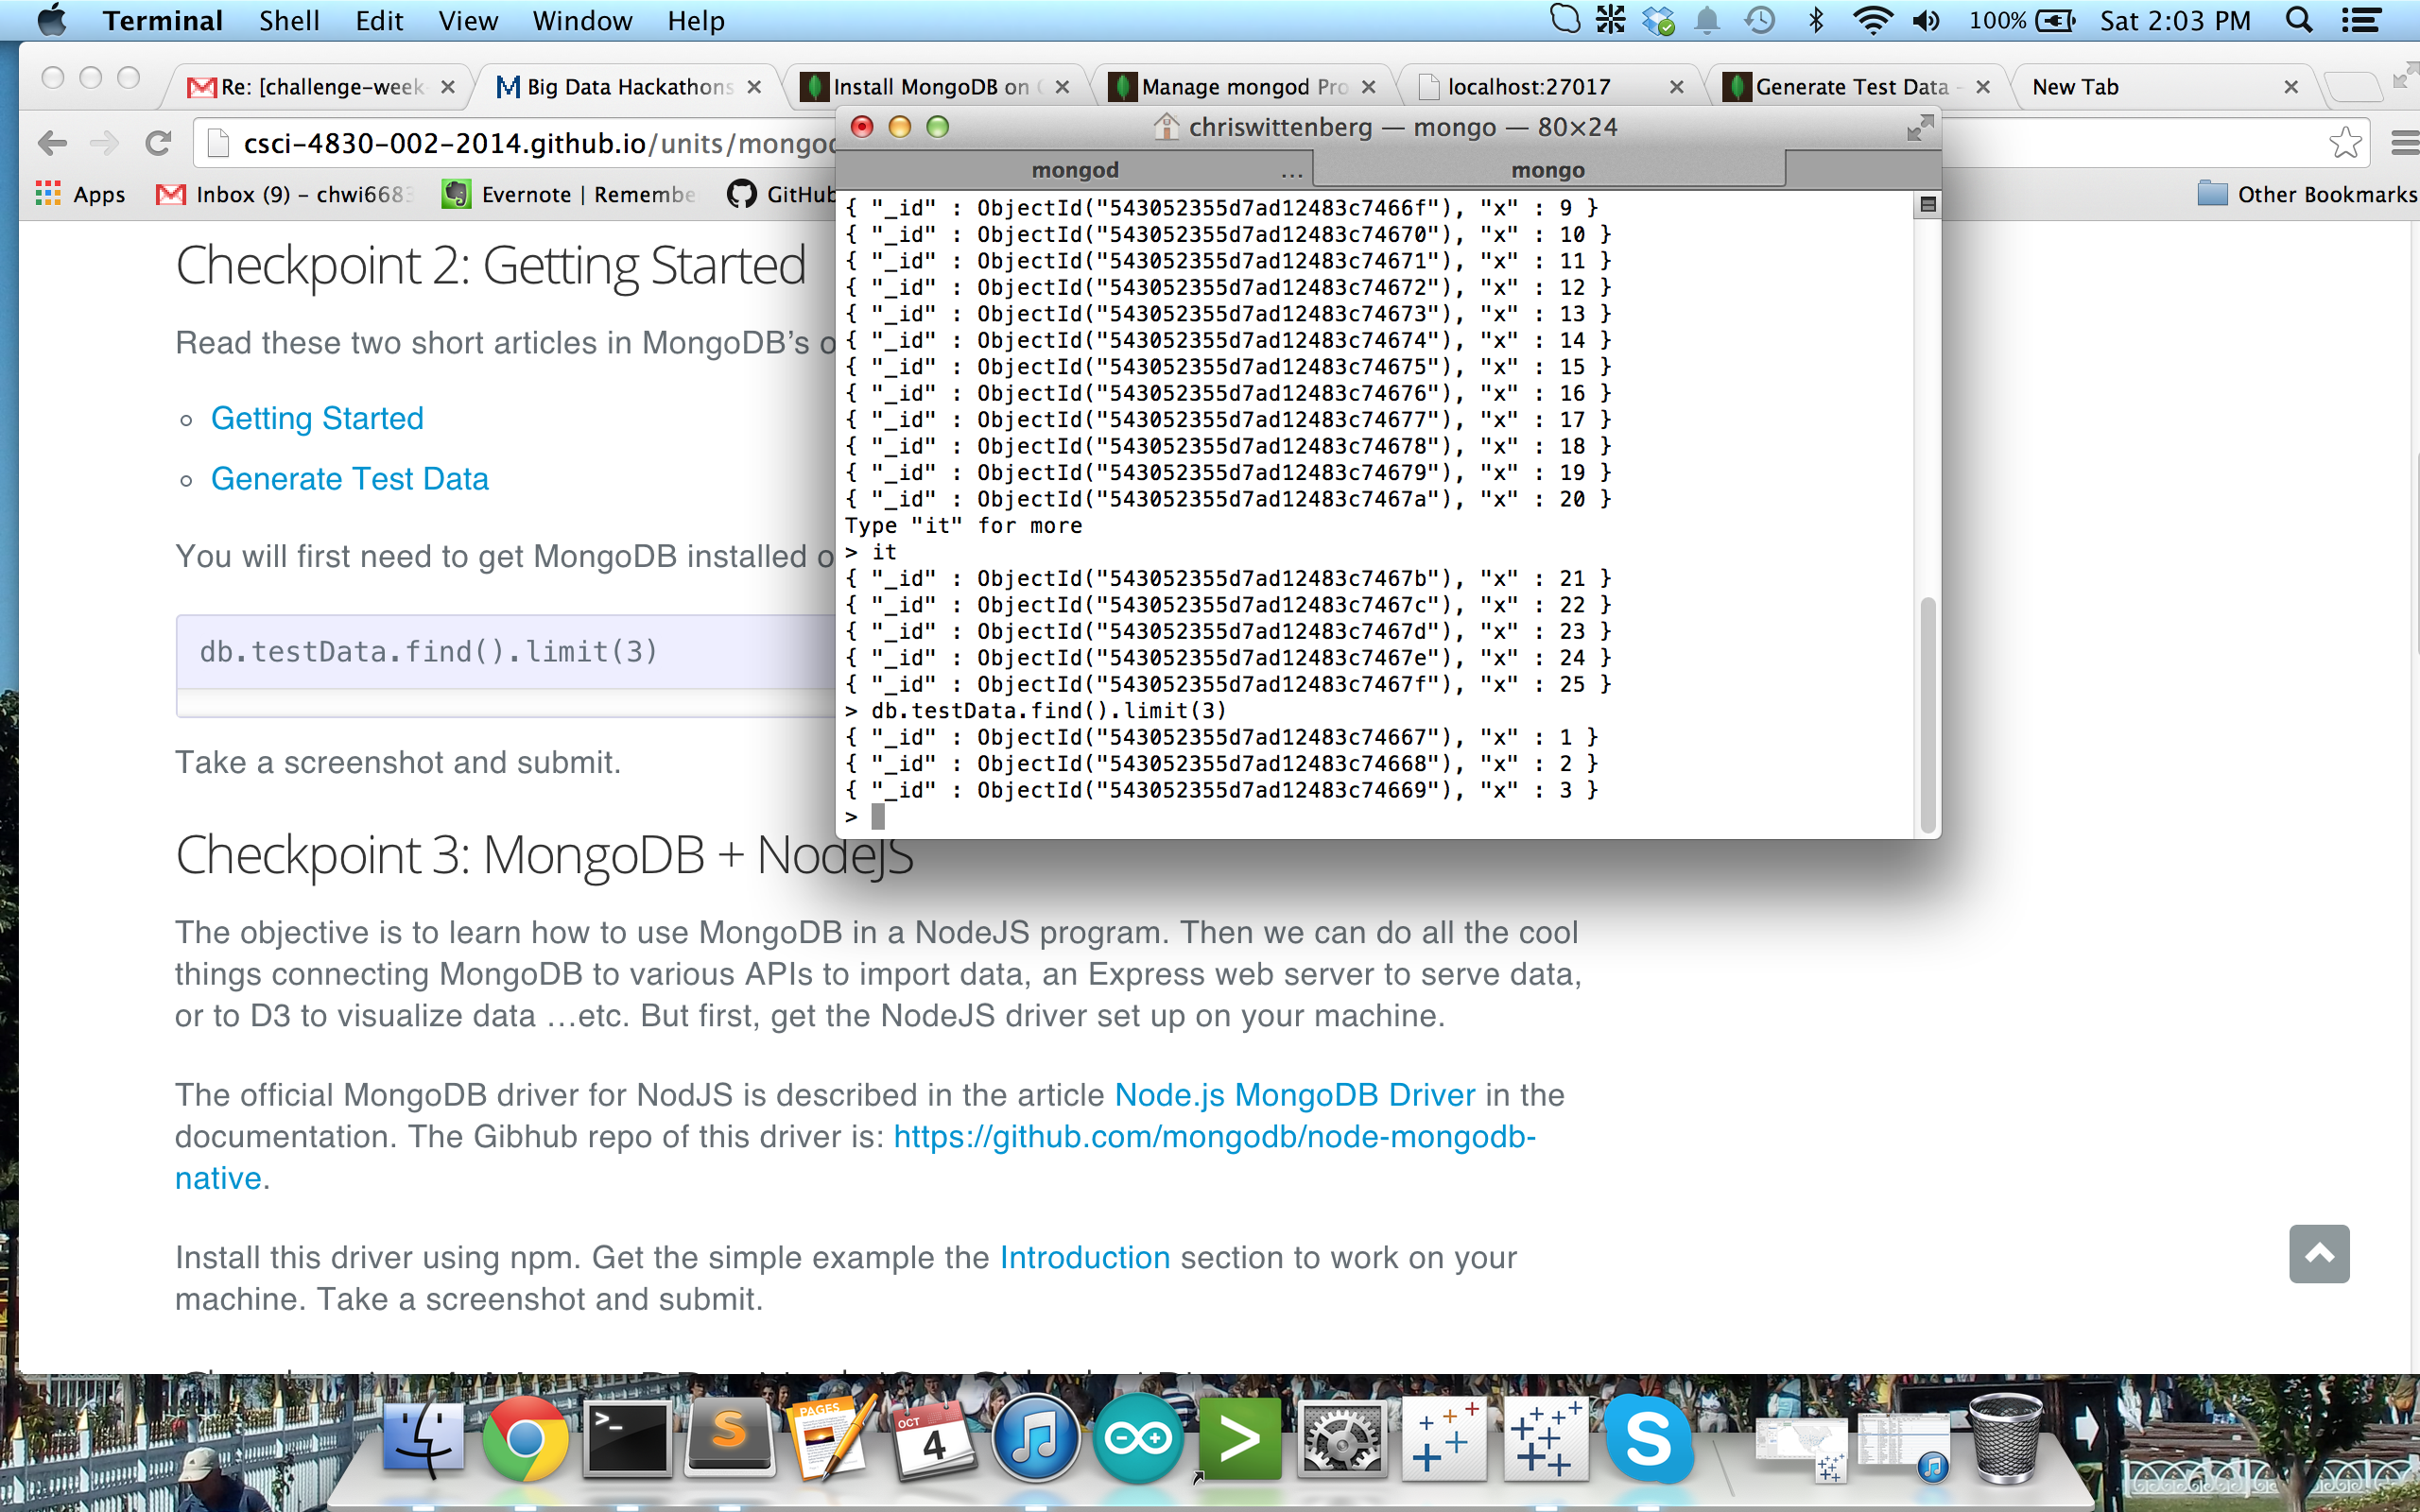 Terminal Shell Edit View Window Help 100% Sat 2:03 PM
Re: [challenge-week Big Data Hackathons Install MongoDB on Manage mongod Pro localhost:27017 Generate Test Data - New Tab
csci-4830-002-2014.github.io/units/mongo
chriswittenberg — mongo — 80×24
mongod ... mongo
Apps Inbox (9) – chwi6683 Evernote | Remembe GitHub Other Bookmarks
{ "_id" : ObjectId("543052355d7ad12483c7466f"), "x" : 9 }
{ "_id" : ObjectId("543052355d7ad12483c74670"), "x" : 10 }
{ "_id" : ObjectId("543052355d7ad12483c74671"), "x" : 11 }
{ "_id" : ObjectId("543052355d7ad12483c74672"), "x" : 12 }
{ "_id" : ObjectId("543052355d7ad12483c74673"), "x" : 13 }
{ "_id" : ObjectId("543052355d7ad12483c74674"), "x" : 14 }
{ "_id" : ObjectId("543052355d7ad12483c74675"), "x" : 15 }
{ "_id" : ObjectId("543052355d7ad12483c74676"), "x" : 16 }
{ "_id" : ObjectId("543052355d7ad12483c74677"), "x" : 17 }
{ "_id" : ObjectId("543052355d7ad12483c74678"), "x" : 18 }
{ "_id" : ObjectId("543052355d7ad12483c74679"), "x" : 19 }
{ "_id" : ObjectId("543052355d7ad12483c7467a"), "x" : 20 }
Type "it" for more
> it
{ "_id" : ObjectId("543052355d7ad12483c7467b"), "x" : 21 }
{ "_id" : ObjectId("543052355d7ad12483c7467c"), "x" : 22 }
{ "_id" : ObjectId("543052355d7ad12483c7467d"), "x" : 23 }
{ "_id" : ObjectId("543052355d7ad12483c7467e"), "x" : 24 }
{ "_id" : ObjectId("543052355d7ad12483c7467f"), "x" : 25 }
> db.testData.find().limit(3)
{ "_id" : ObjectId("543052355d7ad12483c74667"), "x" : 1 }
{ "_id" : ObjectId("543052355d7ad12483c74668"), "x" : 2 }
{ "_id" : ObjectId("543052355d7ad12483c74669"), "x" : 3 }
>
Checkpoint 2: Getting Started
Read these two short articles in MongoDB’s o
Getting Started
Generate Test Data
You will first need to get MongoDB installed o
db.testData.find().limit(3)
Take a screenshot and submit.
Checkpoint 3: MongoDB + NodeJS
The objective is to learn how to use MongoDB in a NodeJS program. Then we can do all the cool
things connecting MongoDB to various APIs to import data, an Express web server to serve data,
or to D3 to visualize data …etc. But first, get the NodeJS driver set up on your machine.
The official MongoDB driver for NodJS is described in the article Node.js MongoDB Driver in the
documentation. The Gibhub repo of this driver is: https://github.com/mongodb/node-mongodb-
native.
Install this driver using npm. Get the simple example the Introduction section to work on your
machine. Take a screenshot and submit.
PAGES
OCT
4